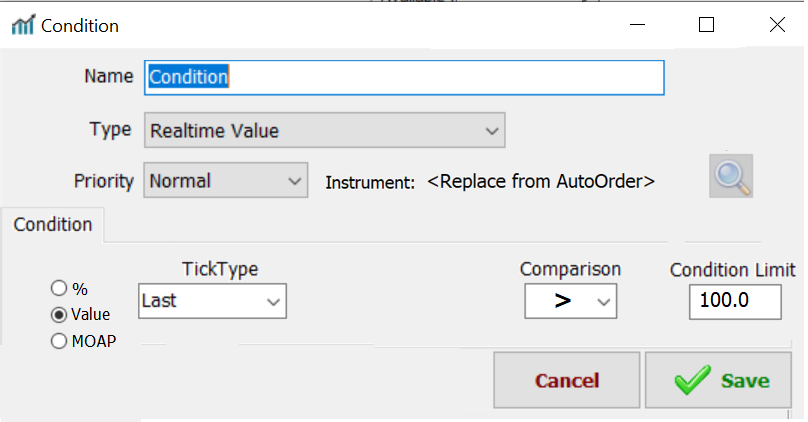 Condition
Name Condition
Type Realtime Value
Priority Normal Instrument: <Replace from AutoOrder>
Condition
TickType Comparison Condition Limit
%
Last > 100.0
Value
MOAP
Cancel Save